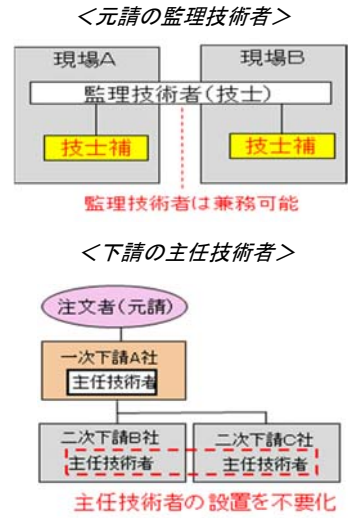 ＜元請の監理技術者＞
現場A
現場B
監理技術者(技士)
技士補
技士補
監理技術者は兼務可能
＜下請の主任技術者＞
注文者(元請)
一次下請A社
主任技術者
二次下請B社
二次下請C社
主任技術者
主任技術者
主任技術者の設置を不要化